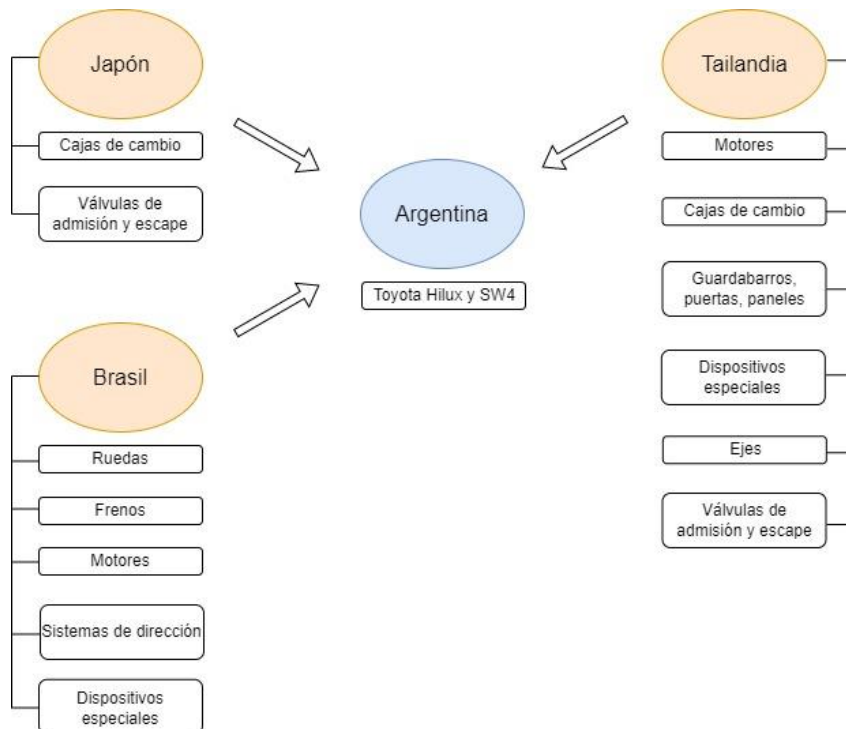 Japón
Cajas de cambio
Válvulas de
admisión y escape
Tailandia
Motores
Cajas de cambio
Guardabarros,
puertas, paneles
Dispositivos
especiales
Ejes
Válvulas de
admisión y escape
Argentina
Toyota Hilux y SW4
Brasil
Ruedas
Frenos
Motores
Sistemas de dirección
Dispositivos
especiales